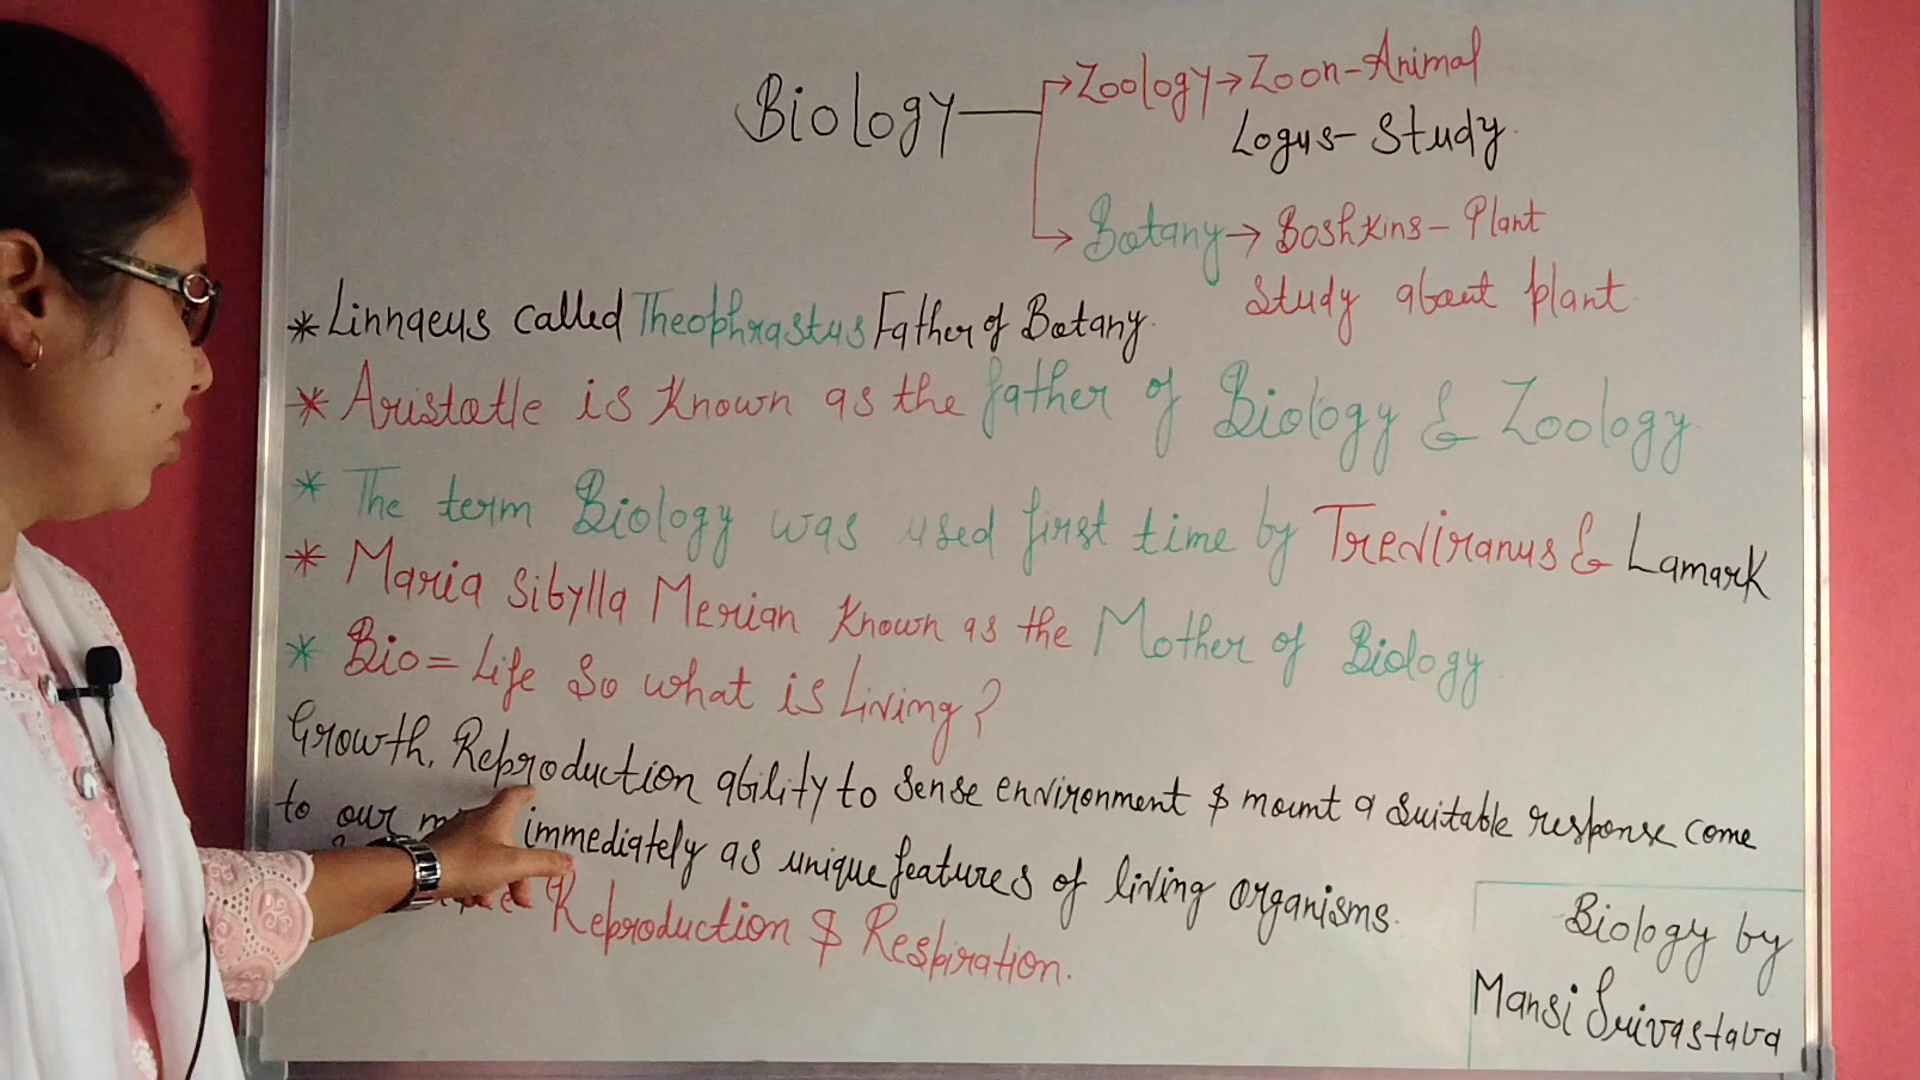 Biology → Zoology → Zoon-Animal
Logus- Study
Botany → Boshkins - Plant
Study about plant
* Linnaeus called Theophrastus Father of Botany.
* Aristotle is known as the father of Biology & Zoology
* The term Biology was used first time by Treviranus & Lamark
* Maria Sibylla Merian known as the Mother of Biology
* Bio = Life So what is Living?
Growth, Reproduction ability to sense environment & mount a suitable response come
to our immediately as unique features of living organisms.
Reproduction & Respiration.
Biology by
Mansi Srivastava